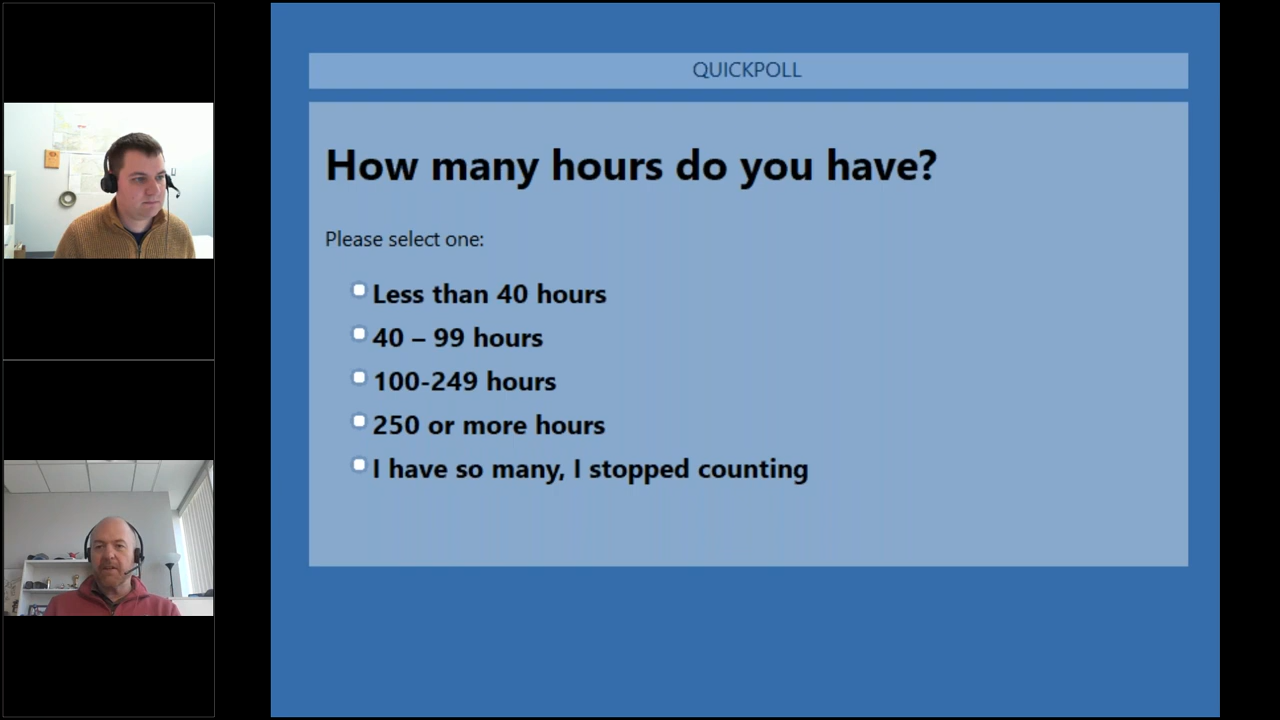 QUICKPOLL
How many hours do you have?
Please select one:
Less than 40 hours
40 – 99 hours
100-249 hours
250 or more hours
I have so many, I stopped counting